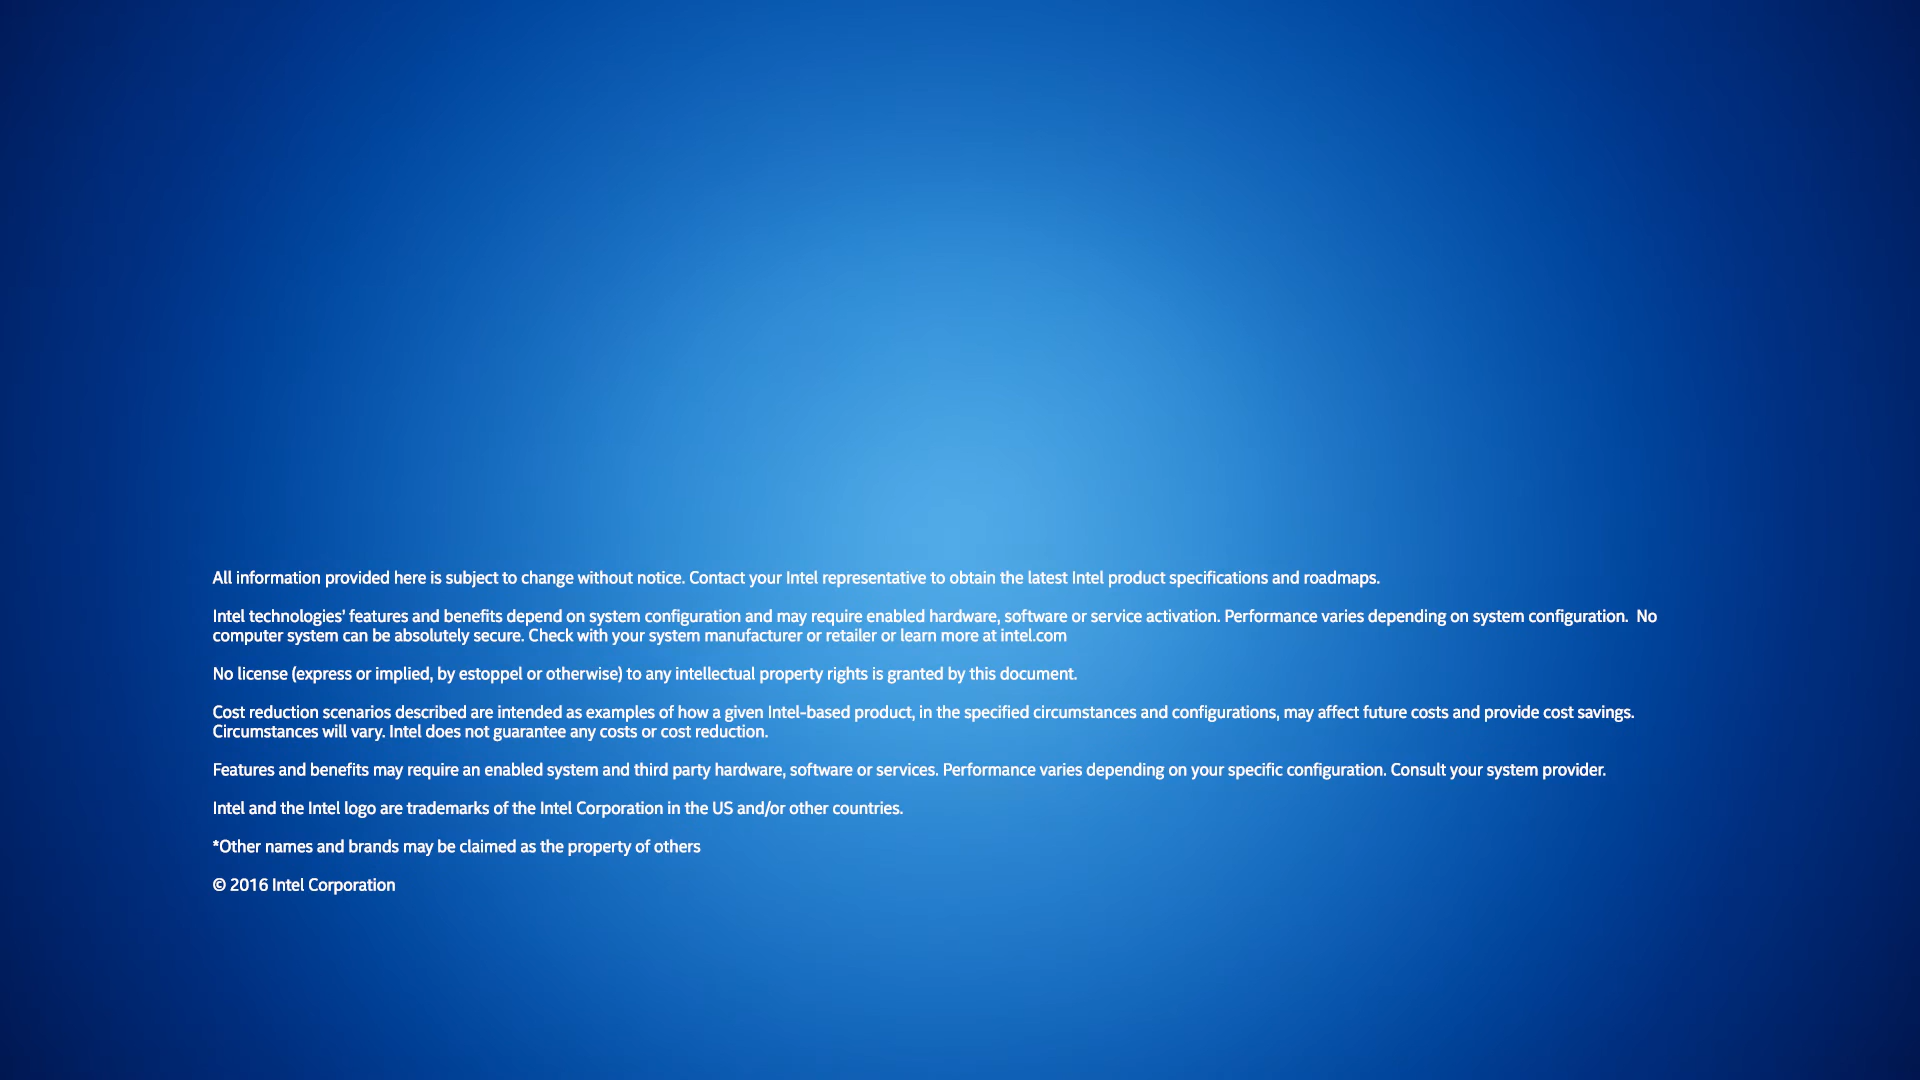 All information provided here is subject to change without notice. Contact your Intel representative to obtain the latest Intel product specifications and roadmaps.
Intel technologies’ features and benefits depend on system configuration and may require enabled hardware, software or service activation. Performance varies depending on system configuration.  No
computer system can be absolutely secure. Check with your system manufacturer or retailer or learn more at intel.com
No license (express or implied, by estoppel or otherwise) to any intellectual property rights is granted by this document.
Cost reduction scenarios described are intended as examples of how a given Intel-based product, in the specified circumstances and configurations, may affect future costs and provide cost savings.
Circumstances will vary. Intel does not guarantee any costs or cost reduction.
Features and benefits may require an enabled system and third party hardware, software or services. Performance varies depending on your specific configuration. Consult your system provider.
Intel and the Intel logo are trademarks of the Intel Corporation in the US and/or other countries.
*Other names and brands may be claimed as the property of others
© 2016 Intel Corporation